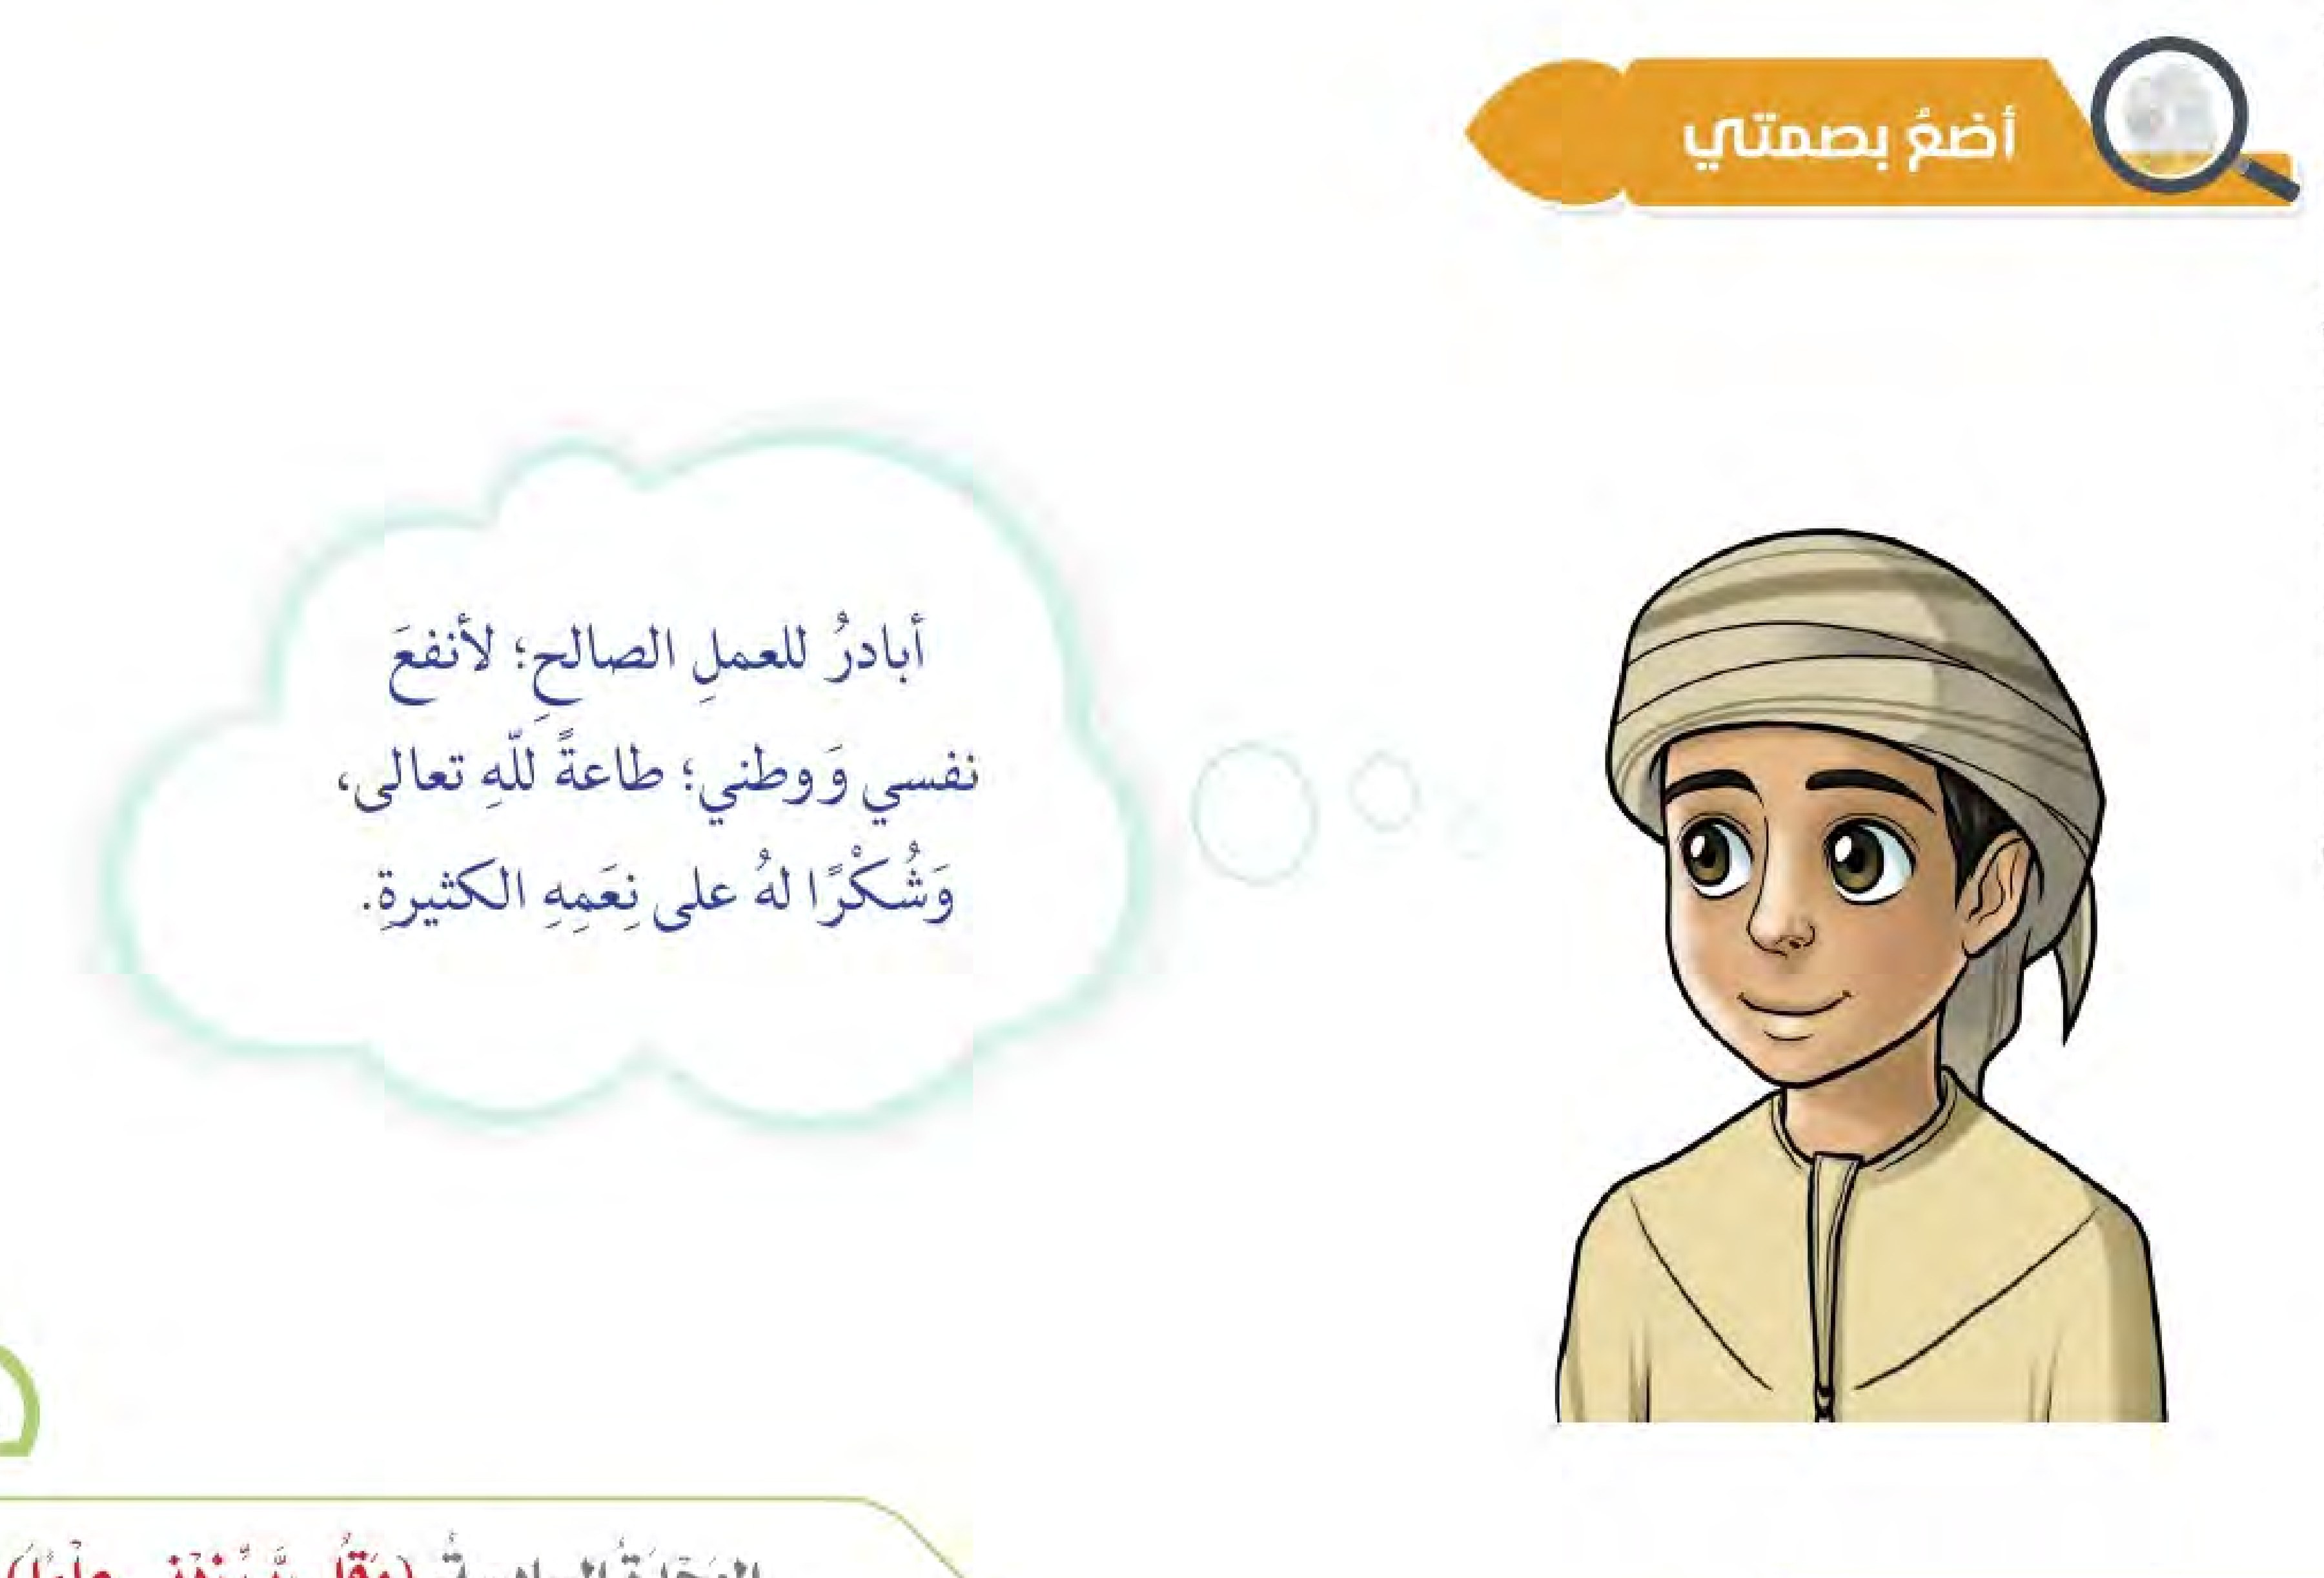 أضعُ بصمتي
أبادرُ للعملِ الصالحِ؛ لأنفعَ
نفسي وَ وطني؛ طاعةً للّهِ تعالى،
وَشُكْرًا لهُ على نِعَمِهِ الكثيرةِ.